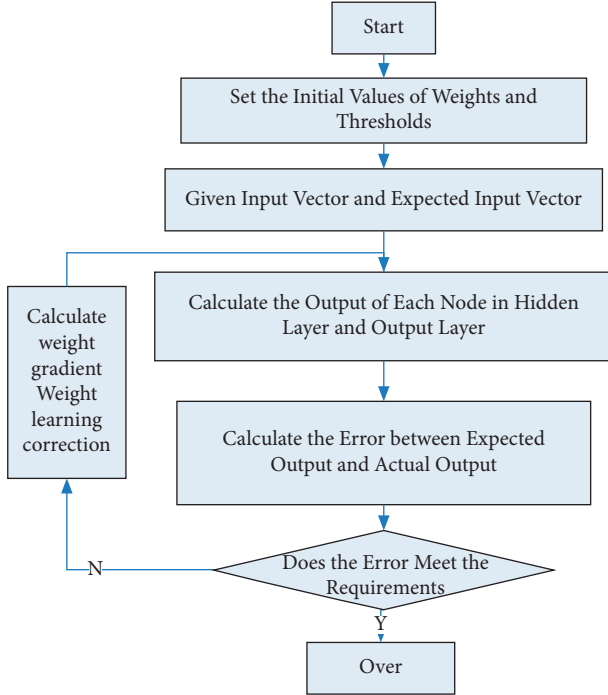 Start
Set the Initial Values of Weights and
Thresholds
Given Input Vector and Expected Input Vector
Calculate the Output of Each Node in Hidden
Layer and Output Layer
Calculate
weight
gradient
Weight
learning
correction
Calculate the Error between Expected
Output and Actual Output
Does the Error Meet the
Requirements
N
Y
Over